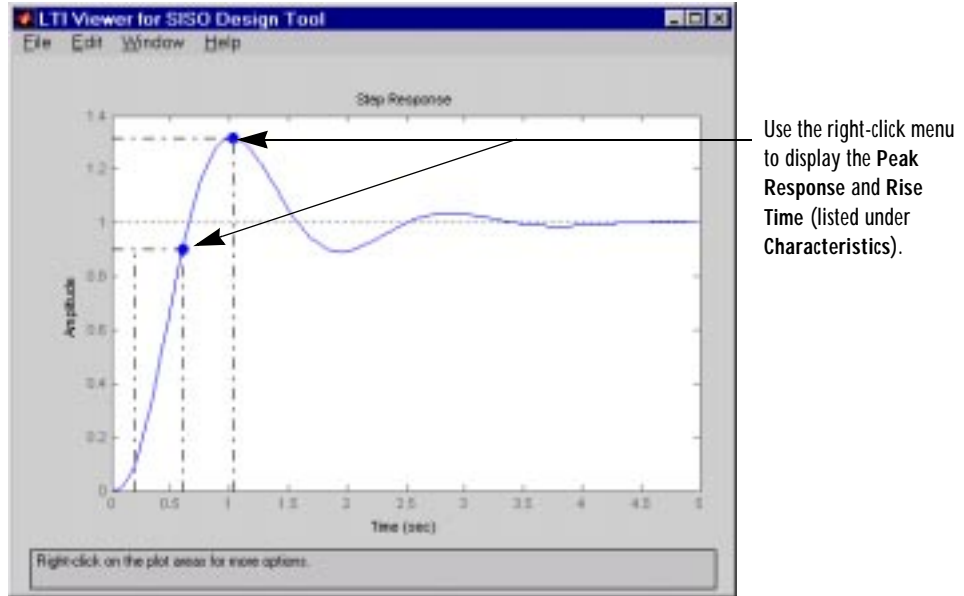 LTI Viewer for SISO Design Tool
File Edit Window Help
Step Response
1.4
1.2
1
0.8
0.6
0.4
0.2
0
Amplitude
0 0.5 1 1.5 2 2.5 3 3.5 4 4.5 5
Time (sec)
Right-click on the plot areas for more options.
Use the right-click menu
to display the Peak
Response and Rise
Time (listed under
Characteristics).